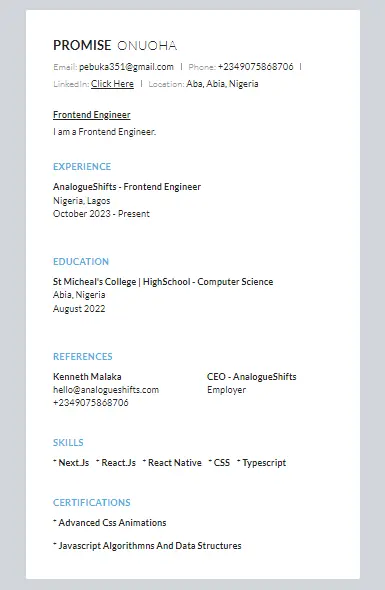 PROMISE ONUOHA
Email: pebuka351@gmail.com | Phone: +2349075868706 |
LinkedIn: Click Here | Location: Aba, Abia, Nigeria
Frontend Engineer
I am a Frontend Engineer.
EXPERIENCE
AnalogueShifts - Frontend Engineer
Nigeria, Lagos
October 2023 - Present
EDUCATION
St Micheal's College | HighSchool - Computer Science
Abia, Nigeria
August 2022
REFERENCES
Kenneth Malaka CEO - AnalogueShifts
hello@analogueshifts.com Employer
+2349075868706
SKILLS
* Next.Js * React.Js * React Native * CSS * Typescript
CERTIFICATIONS
* Advanced Css Animations
* Javascript Algorithmns And Data Structures